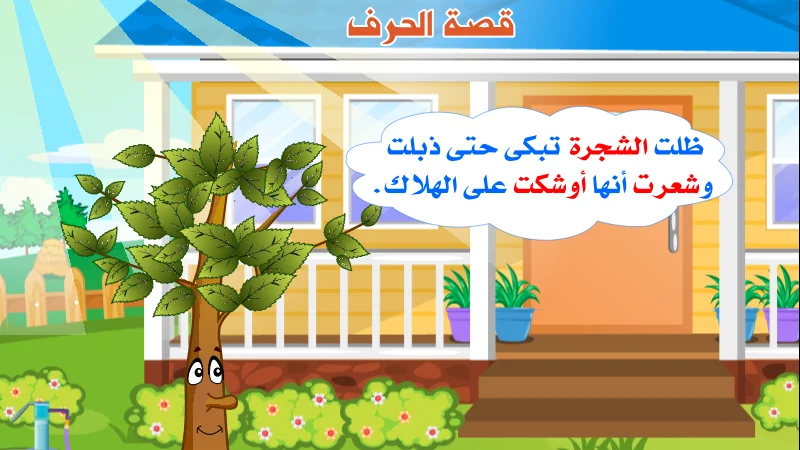 قصة الحرف
ظلت الشجرة تبكى حتى ذبلت
وشعرت أنها أوشكت على الهلاك.